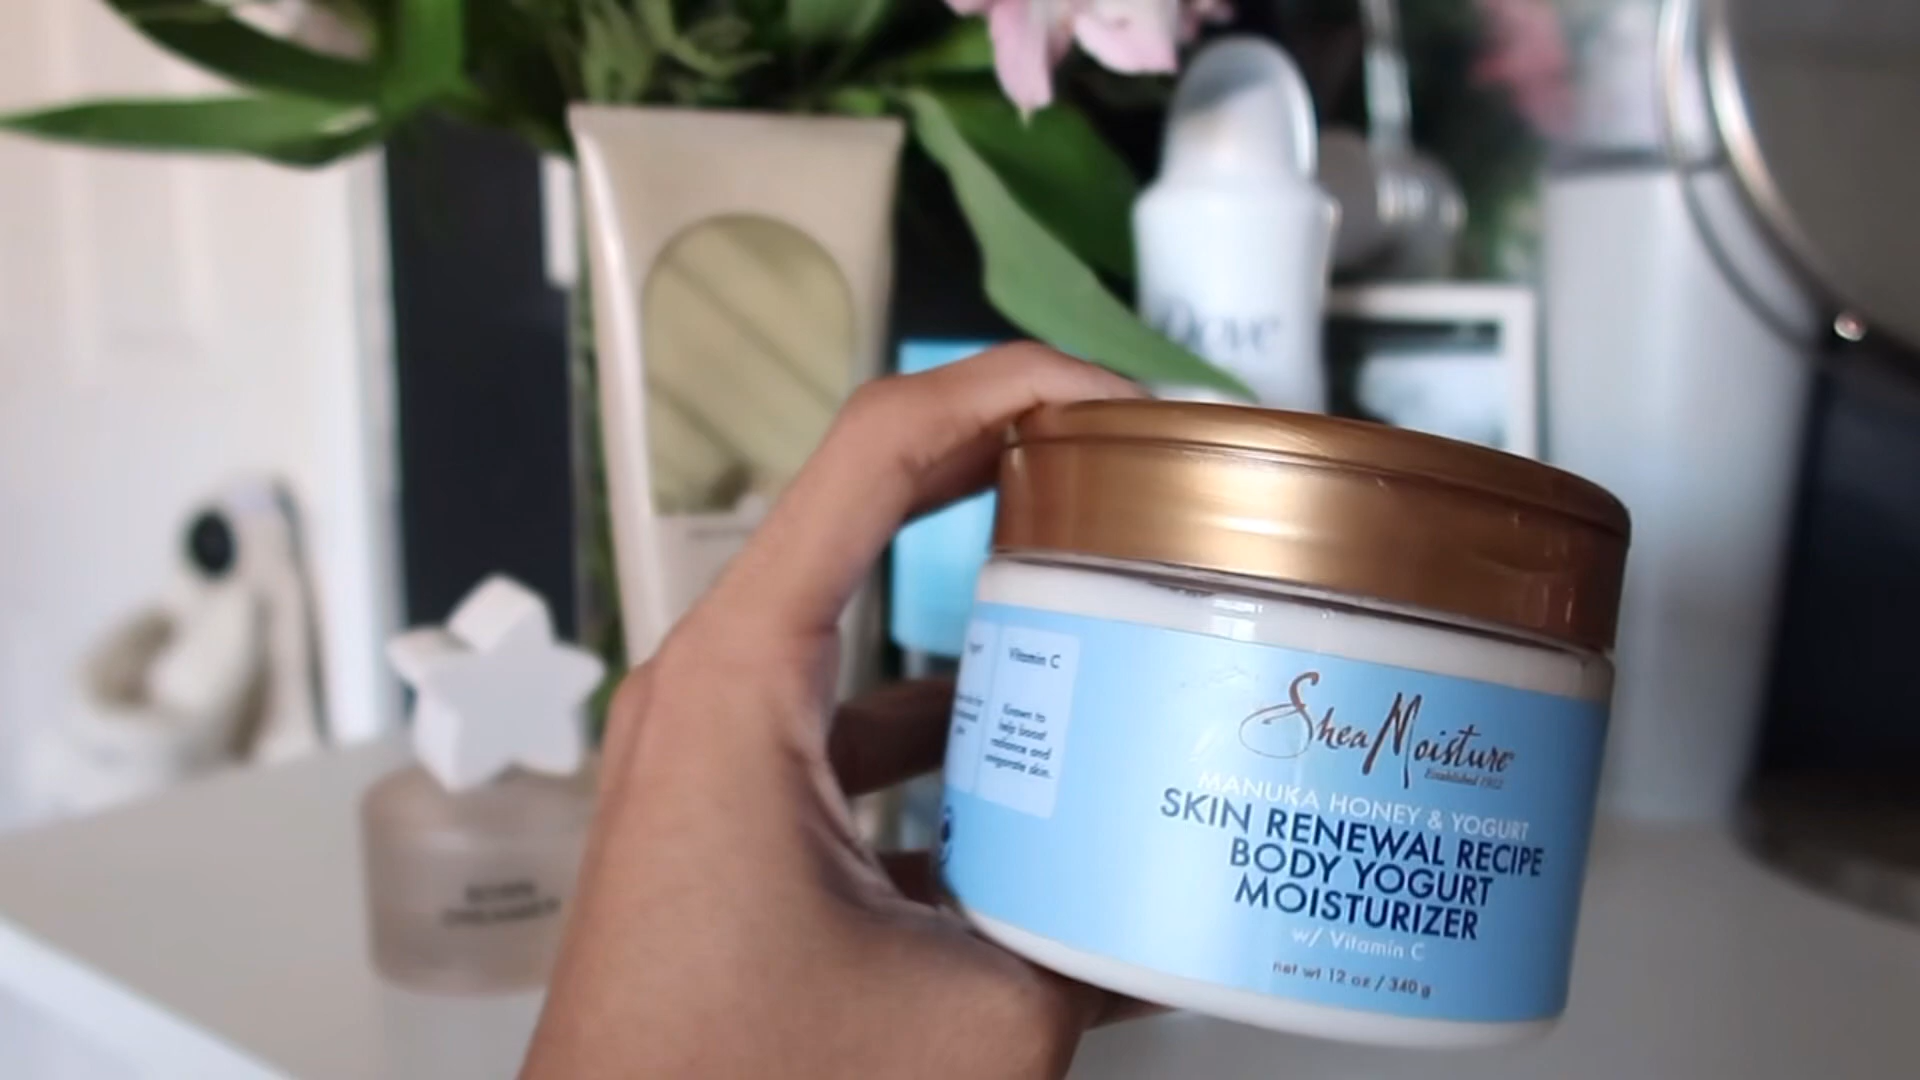 Dove
Vitamin C
Known to
help boost
radiance and
invigorate skin.
SheaMoisture
Established 1912
MANUKA HONEY & YOGURT
SKIN RENEWAL RECIPE
BODY YOGURT
MOISTURIZER
w/ Vitamin C
net wt 12 oz / 340 g